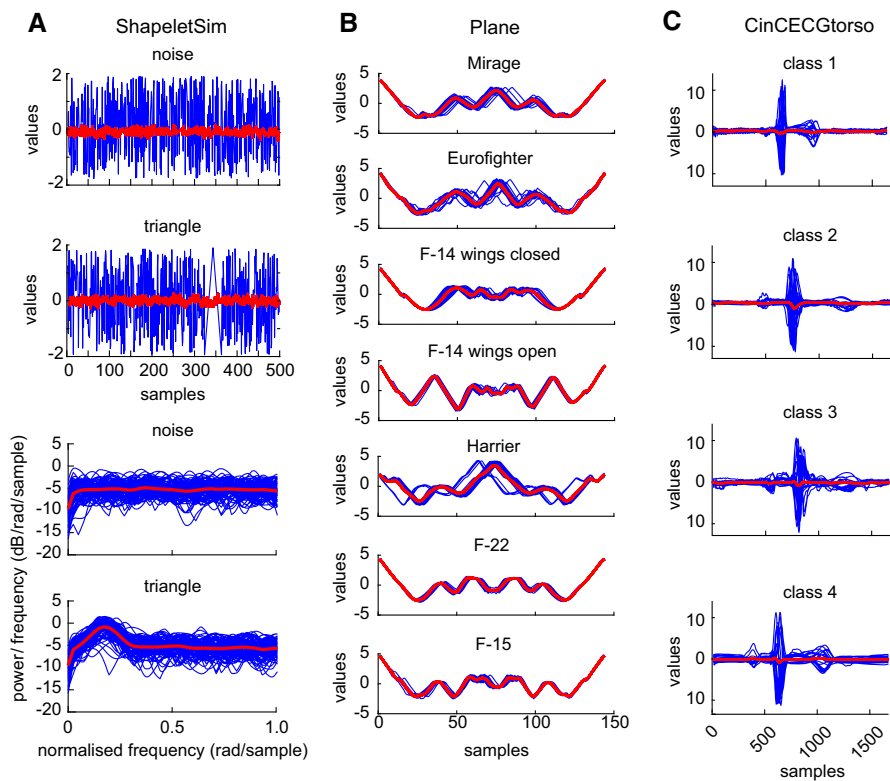 A
ShapeletSim
noise
2
0
2
values
triangle
2
0
-2
values
0 100 200 300 400 500
samples
noise
5
0
-5
-10
-15
-20
triangle
5
0
-5
-10
-15
-20
power/ frequency (dB/rad/sample)
0 0.5 1.0
normalised frequency (rad/sample)
B
Plane
Mirage
5
0
-5
values
Eurofighter
5
0
-5
values
F-14 wings closed
5
0
-5
values
F-14 wings open
5
0
-5
values
Harrier
5
0
-5
values
F-22
5
0
-5
values
F-15
5
0
-5
values
0 50 100 150
samples
C
CinCECGtorso
class 1
10
0
10
values
class 2
10
0
10
values
class 3
10
0
10
values
class 4
10
0
10
values
0 500 1000 1500
samples